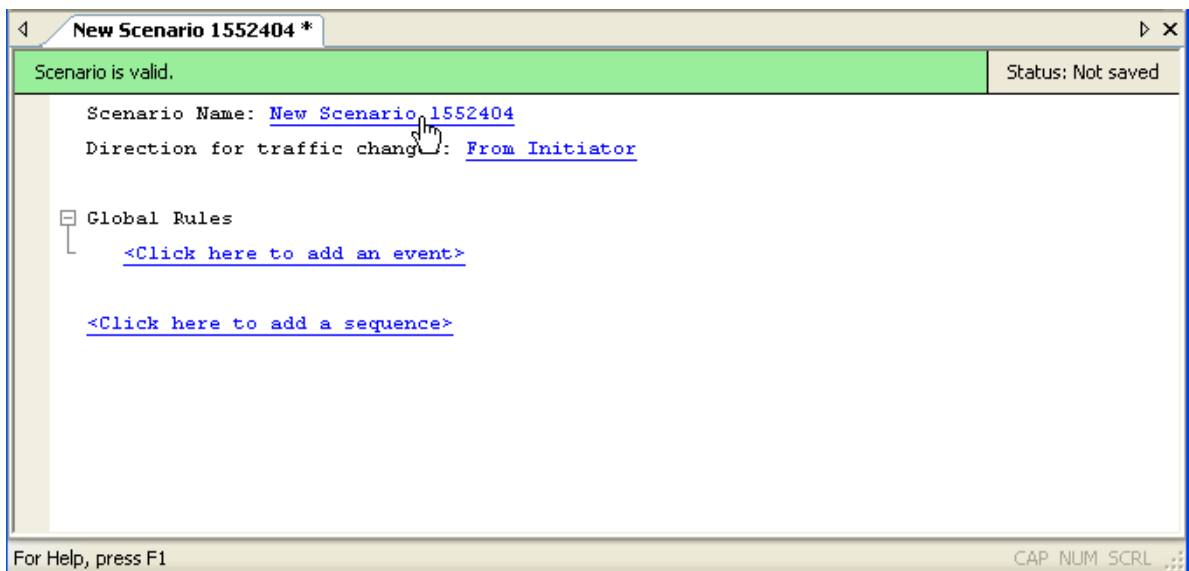 New Scenario 1552404 *
Scenario is valid. Status: Not saved
Scenario Name: New Scenario 1552404
Direction for traffic change: From Initiator
Global Rules
<Click here to add an event>
<Click here to add a sequence>
For Help, press F1 CAP NUM SCRL